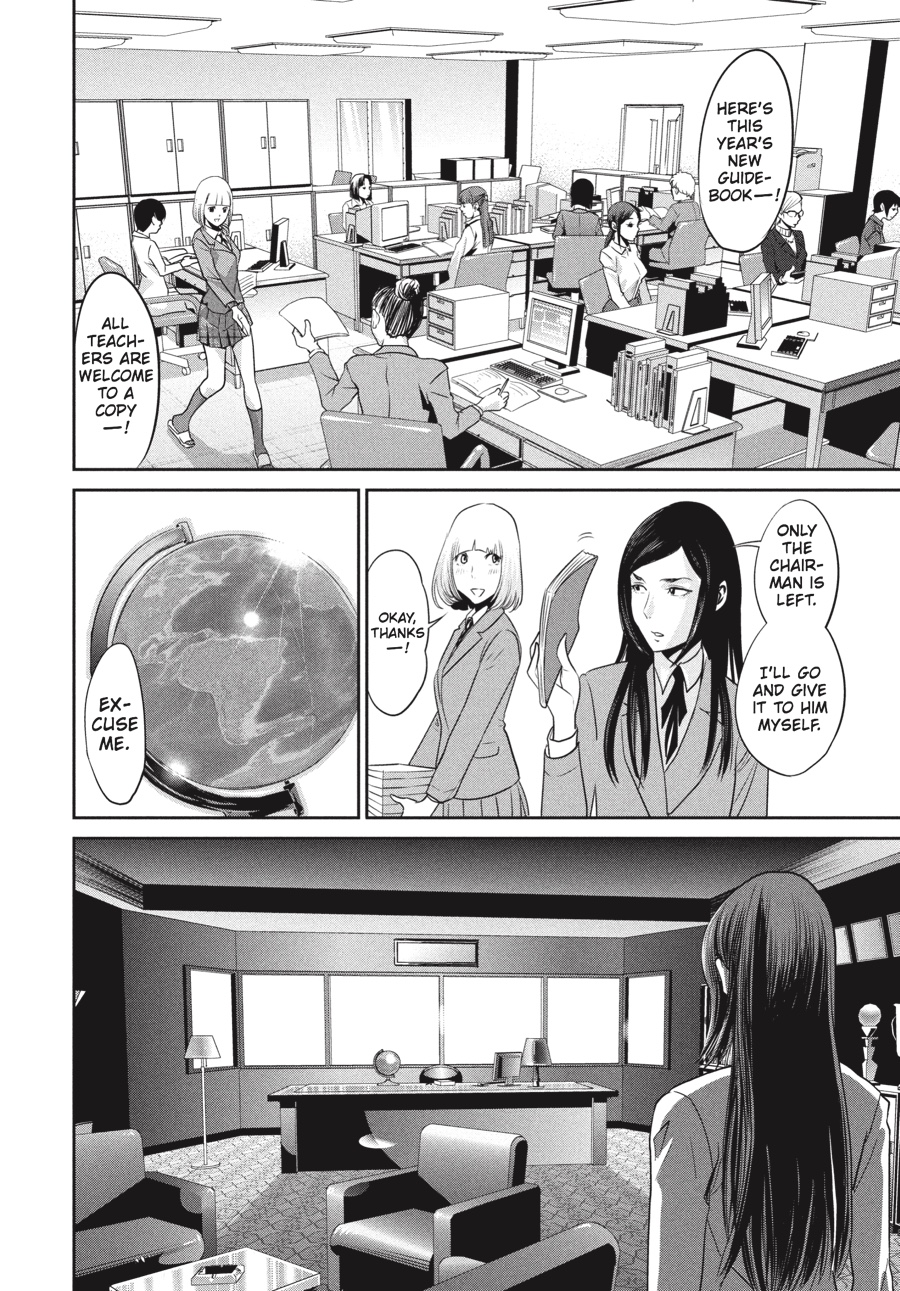 HERE'S
THIS
YEAR'S
NEW
GUIDE-
BOOK—!
ALL
TEACH-
ERS ARE
WELCOME
TO A
COPY
—!
ONLY
THE
CHAIR-
MAN IS
LEFT.
I'LL GO
AND GIVE
IT TO HIM
MYSELF.
OKAY,
THANKS
—!
EX-
CUSE
ME.